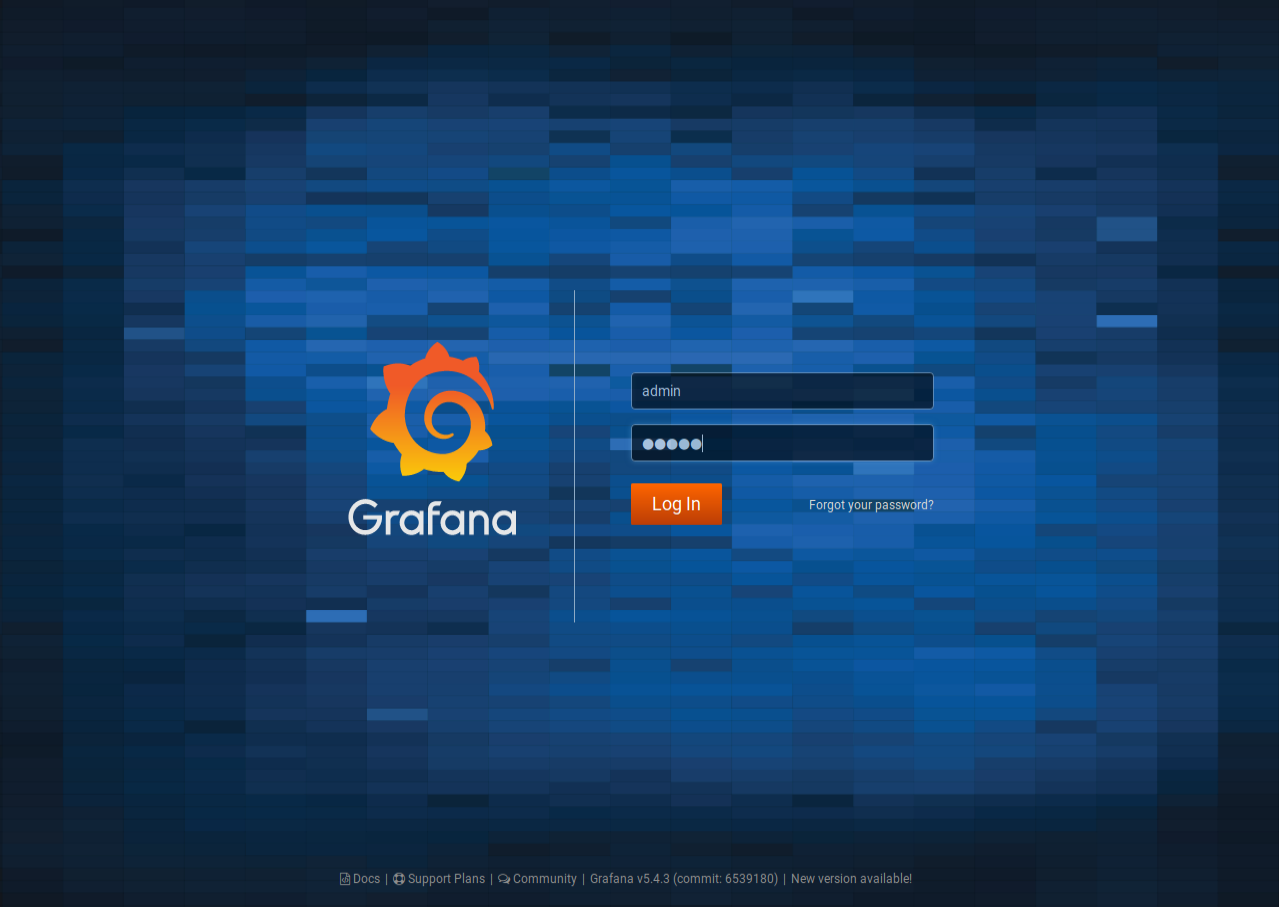 Grafana
admin
●●●●●
Log In
Forgot your password?
Docs | Support Plans | Community | Grafana v5.4.3 (commit: 6539180) | New version available!